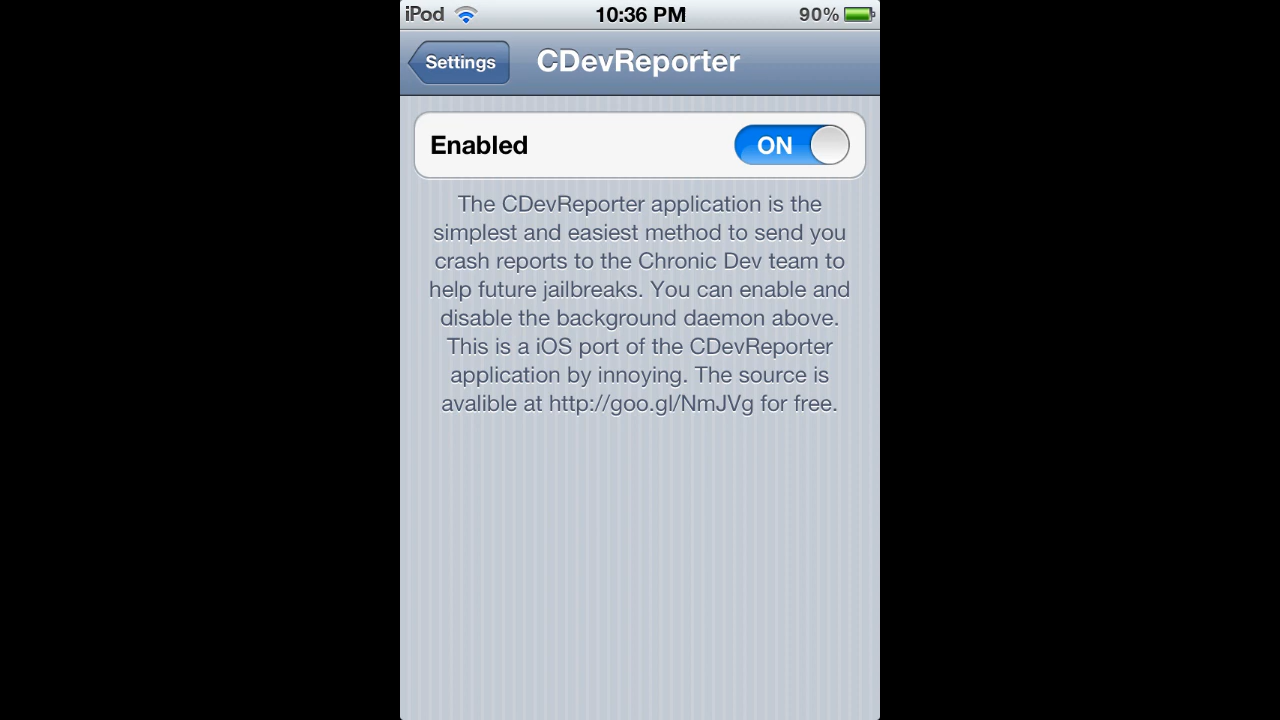 iPod 10:36 PM 90%
Settings CDevReporter
Enabled ON
The CDevReporter application is the
simplest and easiest method to send you
crash reports to the Chronic Dev team to
help future jailbreaks. You can enable and
disable the background daemon above.
This is a iOS port of the CDevReporter
application by innoying. The source is
avalible at http://goo.gl/NmJVg for free.